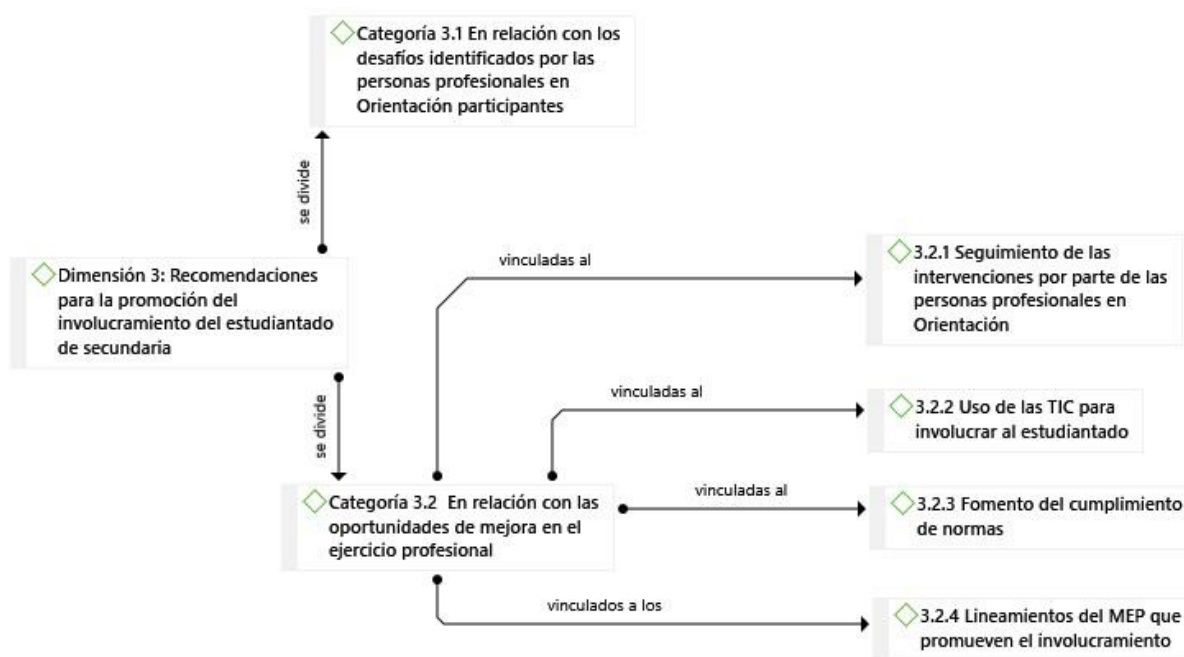 Categoría 3.1 En relación con los
desafíos identificados por las
personas profesionales en
Orientación participantes
se divide
Dimensión 3: Recomendaciones
para la promoción del
involucramiento del estudiantado
de secundaria
se divide
Categoría 3.2 En relación con las
oportunidades de mejora en el
ejercicio profesional
vinculadas al
3.2.1 Seguimiento de las
intervenciones por parte de las
personas profesionales en
Orientación
vinculadas al
3.2.2 Uso de las TIC para
involucrar al estudiantado
vinculadas al
3.2.3 Fomento del cumplimiento
de normas
vinculados a los
3.2.4 Lineamientos del MEP que
promueven el involucramiento